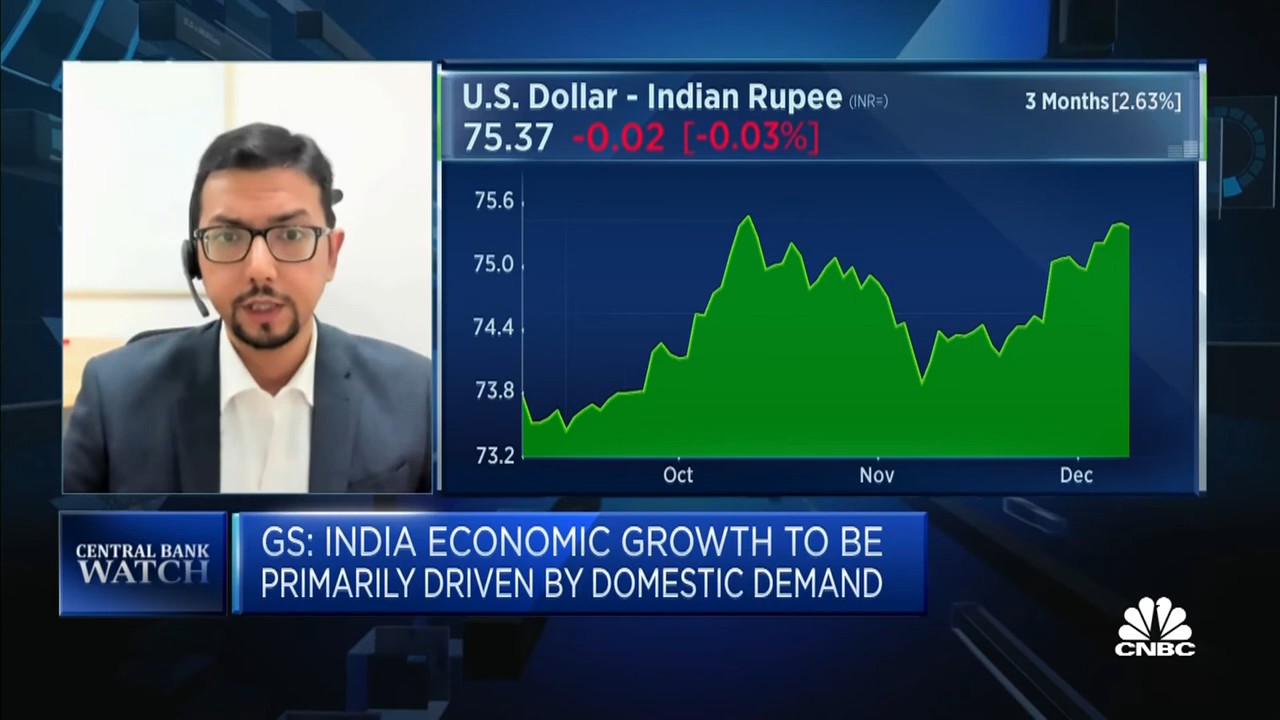 U.S. Dollar - Indian Rupee (INR=)
3 Months[2.63%]
75.37 -0.02 [-0.03%]
75.6
75.0
74.4
73.8
73.2
Oct Nov Dec
CENTRAL BANK
WATCH
GS: INDIA ECONOMIC GROWTH TO BE
PRIMARILY DRIVEN BY DOMESTIC DEMAND
CNBC